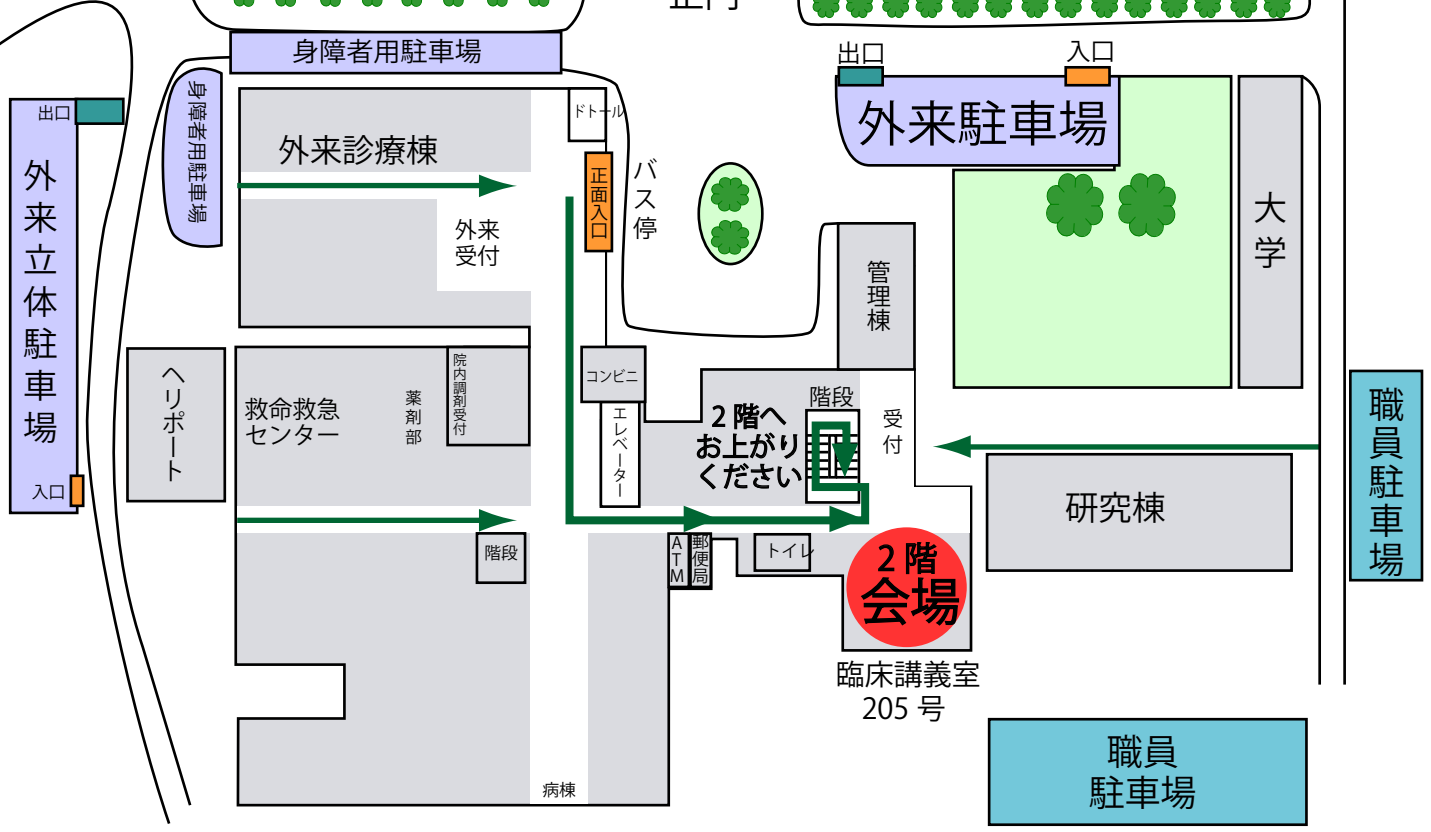 正門
身障者用駐車場
出口
入口
外来駐車場
身障者用駐車場
出口
外来立体駐車場
入口
ドトール
外来診療棟
正面入口
バス停
外来
受付
大学
管理棟
ヘリポート
救命救急
センター
薬剤部
院内調剤受付
コンビニ
エレベーター
階段
2階へ
お上がり
ください
受付
職員駐車場
研究棟
階段
ATM
郵便局
トイレ
2階
会場
臨床講義室
205 号
病棟
職員
駐車場